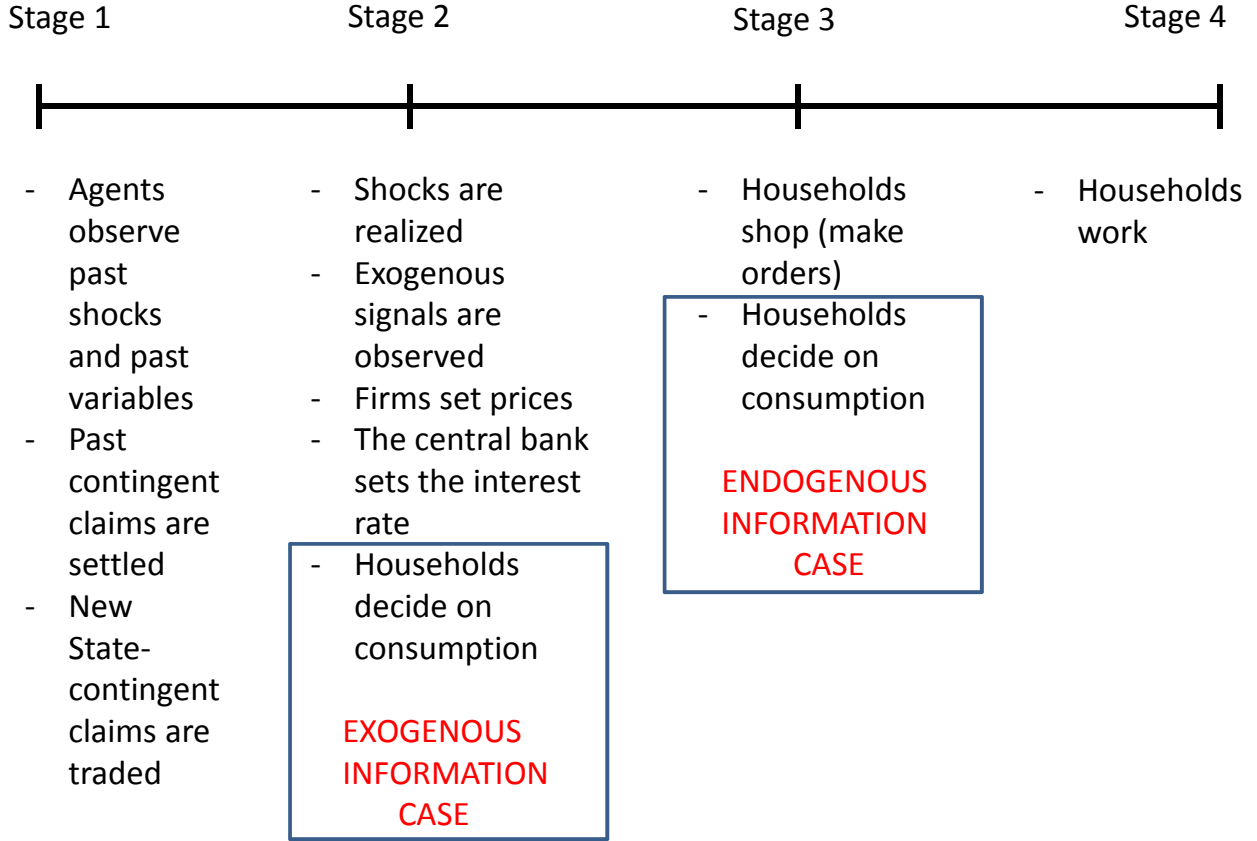 Stage 1
Stage 2
Stage 3
Stage 4
- Agents
observe
past
shocks
and past
variables
- Past
contingent
claims are
settled
- New
State-
contingent
claims are
traded
- Shocks are
realized
- Exogenous
signals are
observed
- Firms set prices
- The central bank
sets the interest
rate
- Households
decide on
consumption
EXOGENOUS
INFORMATION
CASE
- Households
shop (make
orders)
- Households
decide on
consumption
ENDOGENOUS
INFORMATION
CASE
- Households
work